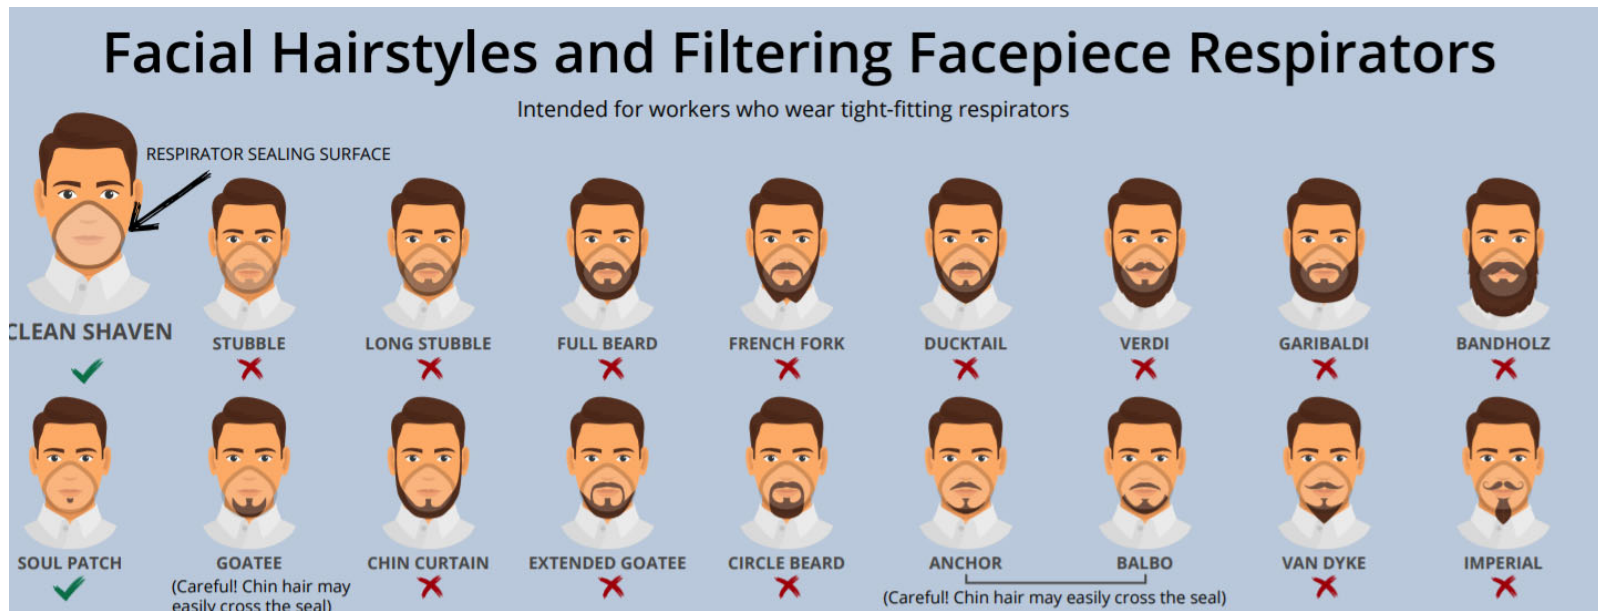 Facial Hairstyles and Filtering Facepiece Respirators
Intended for workers who wear tight-fitting respirators
RESPIRATOR SEALING SURFACE
CLEAN SHAVEN
STUBBLE
LONG STUBBLE
FULL BEARD
FRENCH FORK
DUCKTAIL
VERDI
GARIBALDI
BANDHOLZ
SOUL PATCH
GOATEE
CHIN CURTAIN
EXTENDED GOATEE
CIRCLE BEARD
ANCHOR
BALBO
VAN DYKE
IMPERIAL
(Careful! Chin hair may
easily cross the seal)
(Careful! Chin hair may easily cross the seal)